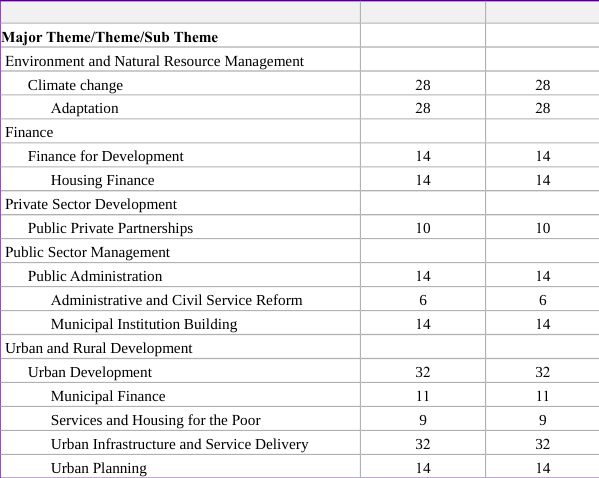 Major Theme/Theme/Sub Theme
Environment and Natural Resource Management
Climate change 28 28
Adaptation 28 28
Finance
Finance for Development 14 14
Housing Finance 14 14
Private Sector Development
Public Private Partnerships 10 10
Public Sector Management
Public Administration 14 14
Administrative and Civil Service Reform 6 6
Municipal Institution Building 14 14
Urban and Rural Development
Urban Development 32 32
Municipal Finance 11 11
Services and Housing for the Poor 9 9
Urban Infrastructure and Service Delivery 32 32
Urban Planning 14 14